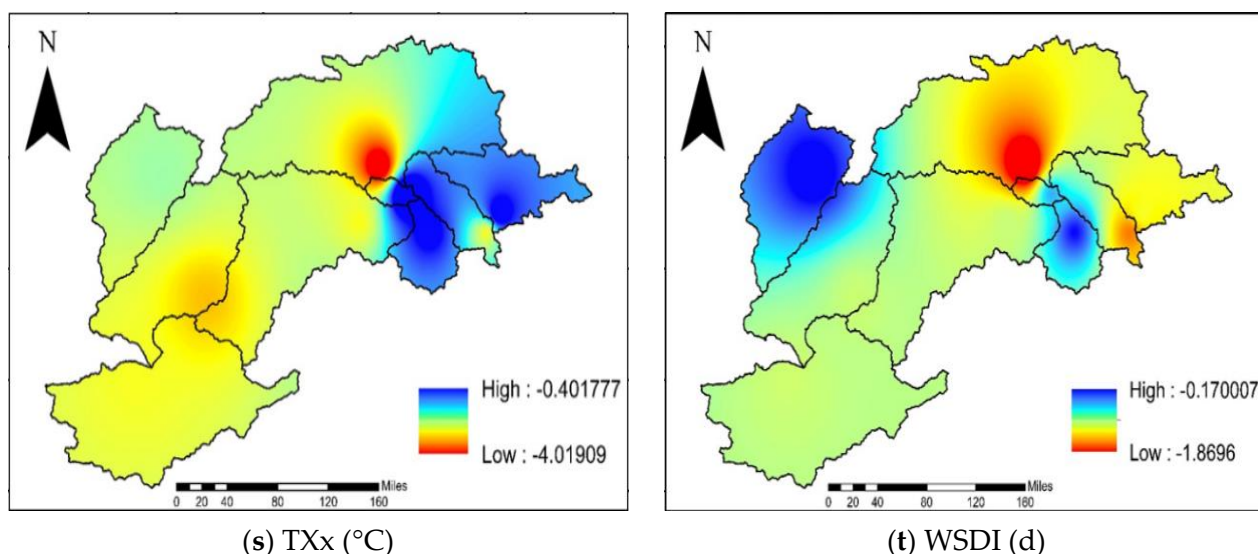 N
High : -0.401777
Low : -4.01909
Miles
0 20 40 80 120 160
(s) TXx (°C)
N
High : -0.170007
Low : -1.8696
Miles
0 20 40 80 120 160
(t) WSDI (d)